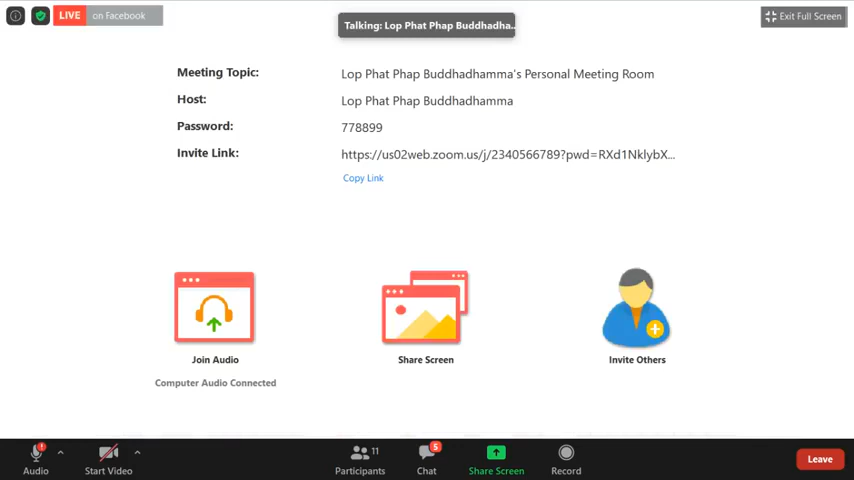 LIVE on Facebook
Talking: Lop Phat Phap Buddhadha...
Exit Full Screen
Meeting Topic: Lop Phat Phap Buddhadhamma's Personal Meeting Room
Host: Lop Phat Phap Buddhadhamma
Password: 778899
Invite Link: https://us02web.zoom.us/j/2340566789?pwd=RXd1NklybX...
Copy Link
Join Audio
Computer Audio Connected
Share Screen
Invite Others
Audio
Start Video
11
Participants
5
Chat
Share Screen
Record
Leave